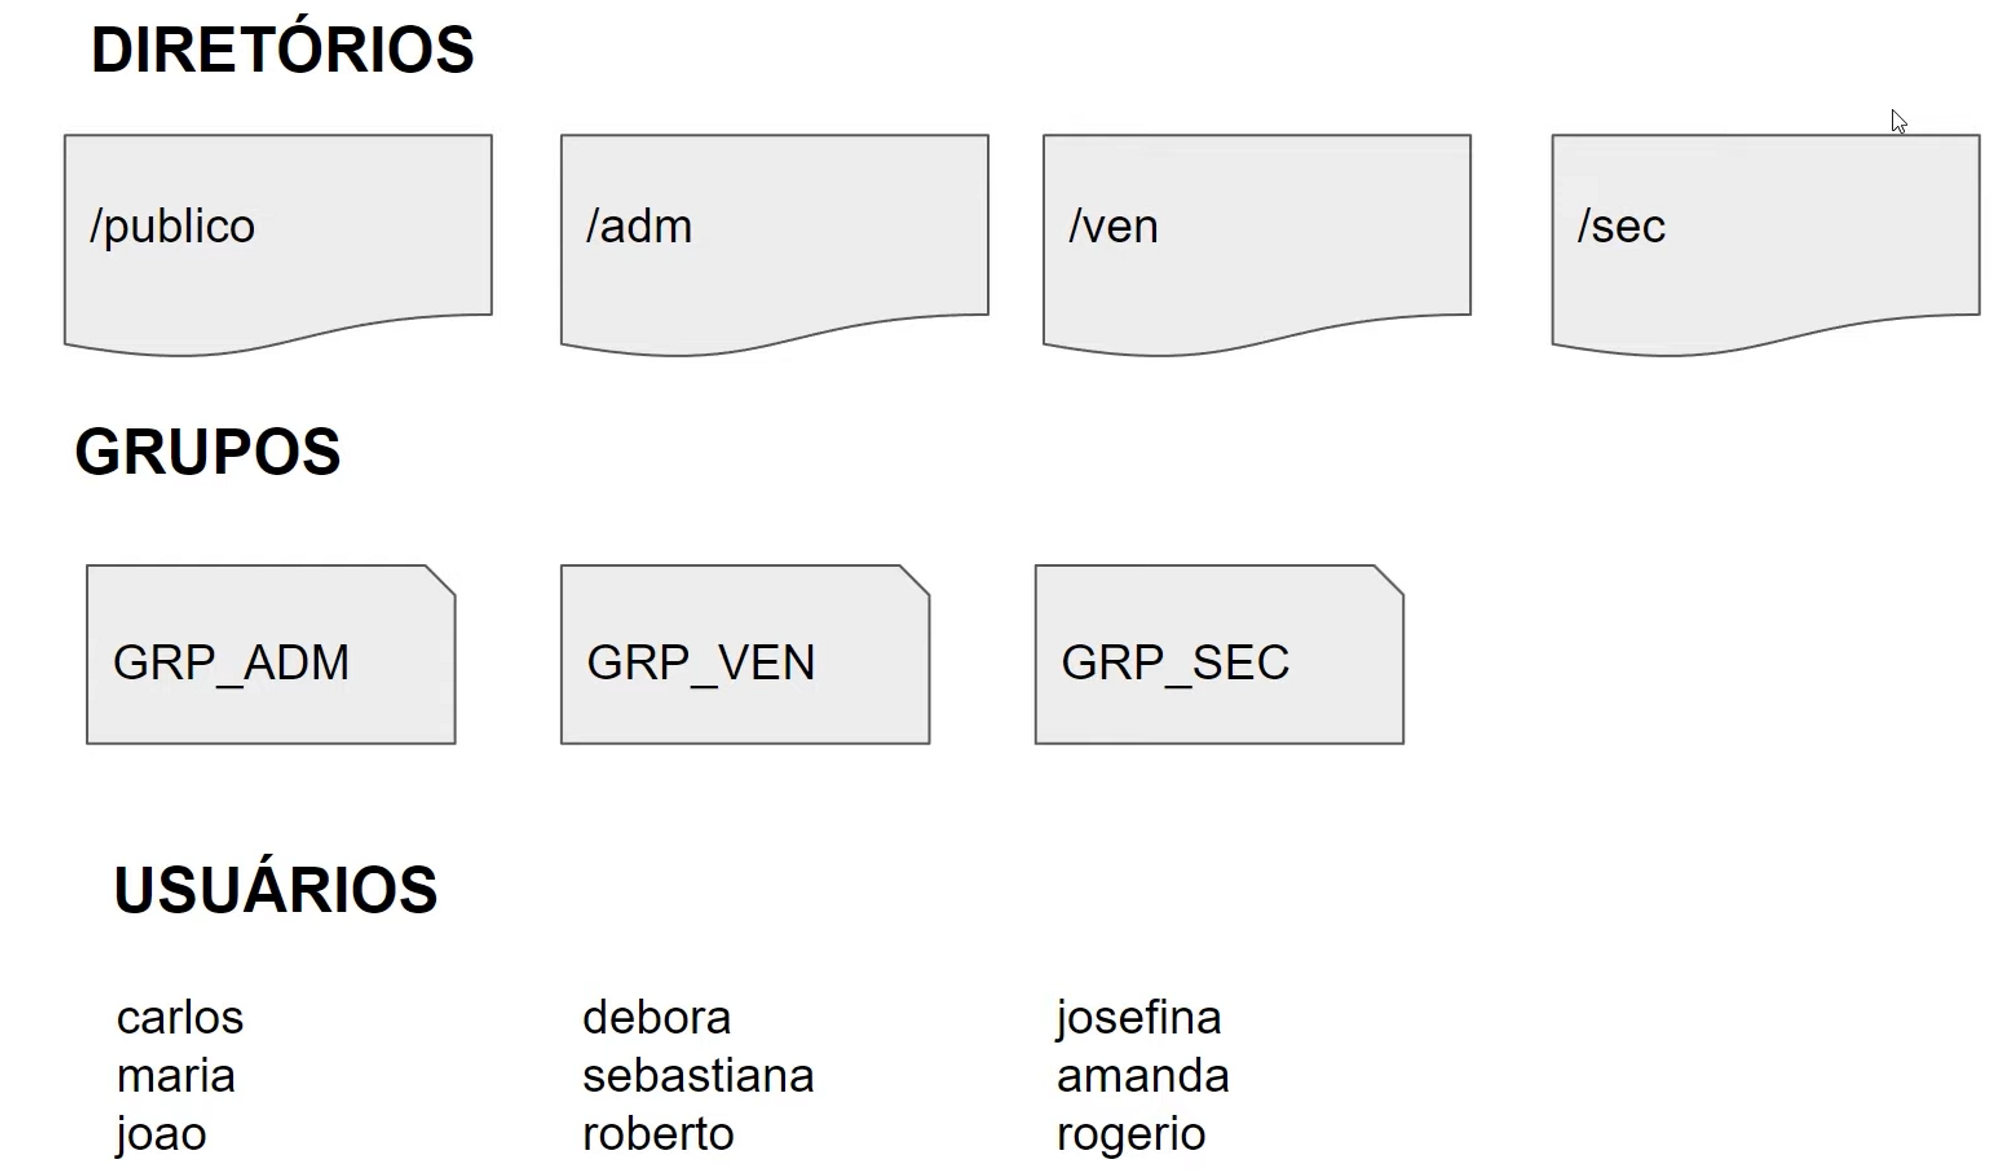 DIRETÓRIOS
/publico
/adm
/ven
/sec
GRUPOS
GRP_ADM
GRP_VEN
GRP_SEC
USUÁRIOS
carlos
maria
joao
debora
sebastiana
roberto
josefina
amanda
rogerio